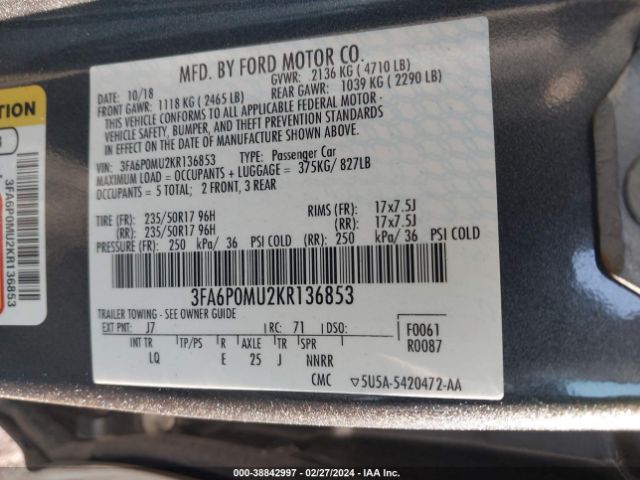 MFD. BY FORD MOTOR CO.
DATE: 10/18 GVWR: 2136 KG (4710 LB)
FRONT GAWR: 1118 KG (2465 LB) REAR GAWR: 1039 KG (2290 LB)
THIS VEHICLE CONFORMS TO ALL APPLICABLE FEDERAL MOTOR
VEHICLE SAFETY, BUMPER, AND THEFT PREVENTION STANDARDS
IN EFFECT ON THE DATE OF MANUFACTURE SHOWN ABOVE.
VIN: 3FA6P0MU2KR136853 TYPE: Passenger Car
MAXIMUM LOAD = OCCUPANTS + LUGGAGE = 375KG/ 827LB
OCCUPANTS = 5 TOTAL; 2 FRONT, 3 REAR
TIRE (FR): 235/50R17 96H RIMS (FR): 17x7.5J
(RR): 235/50R17 96H (RR): 17x7.5J
PRESSURE (FR): 250 kPa/ 36 PSI COLD (RR): 250 kPa/ 36 PSI COLD
3FA6P0MU2KR136853
TRAILER TOWING - SEE OWNER GUIDE
EXT PNT: J7 RC: 71 DSO: F0061
INT TR TP/PS R AXLE TR SPR R0087
LQ E 25 J NNRR
CMC 5U5A-5420472-AA
3FA6P0MU2KR136853
000-38842997 - 02/27/2024 - IAA Inc.